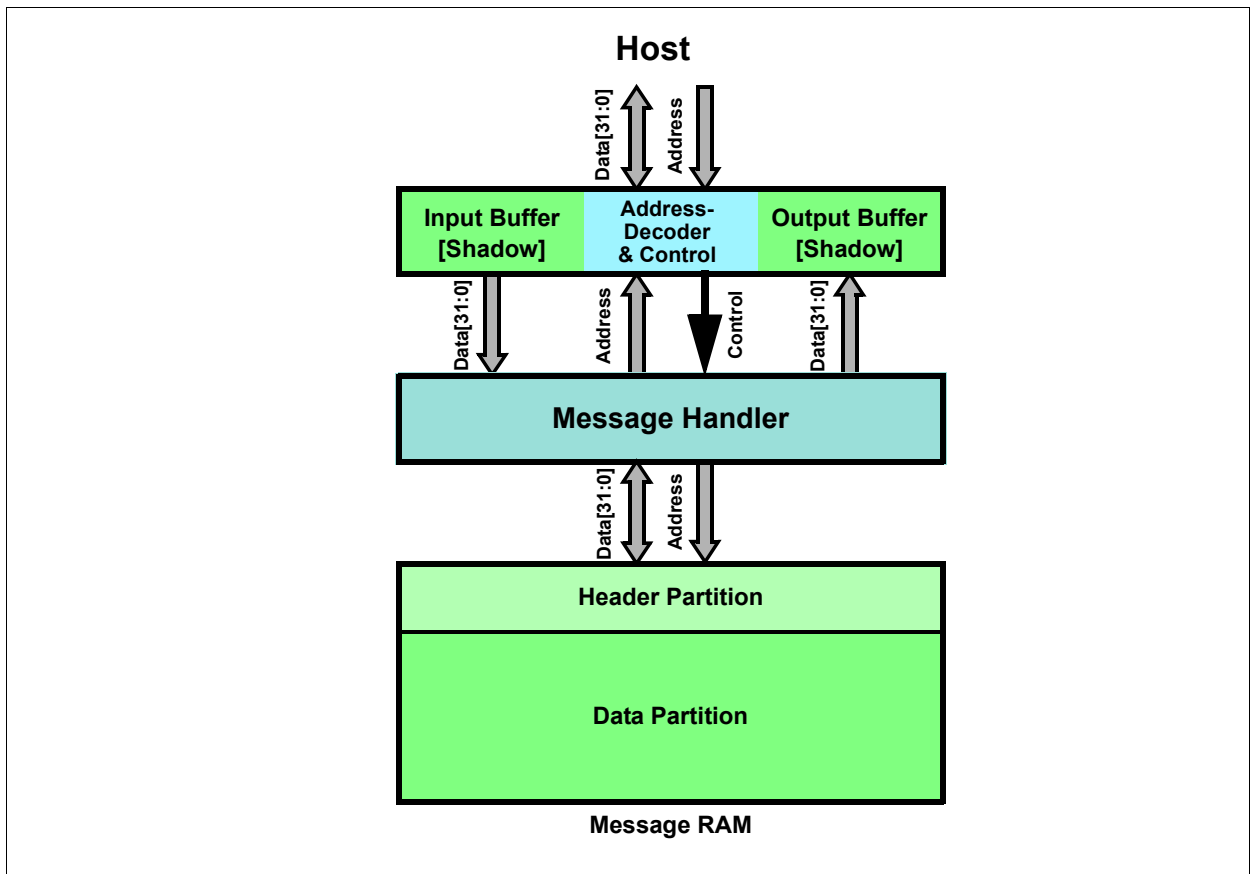 Host
Data[31:0]
Address
Input Buffer
[Shadow]
Address-
Decoder
& Control
Output Buffer
[Shadow]
Data[31:0]
Address
Control
Data[31:0]
Message Handler
Data[31:0]
Address
Header Partition
Data Partition
Message RAM